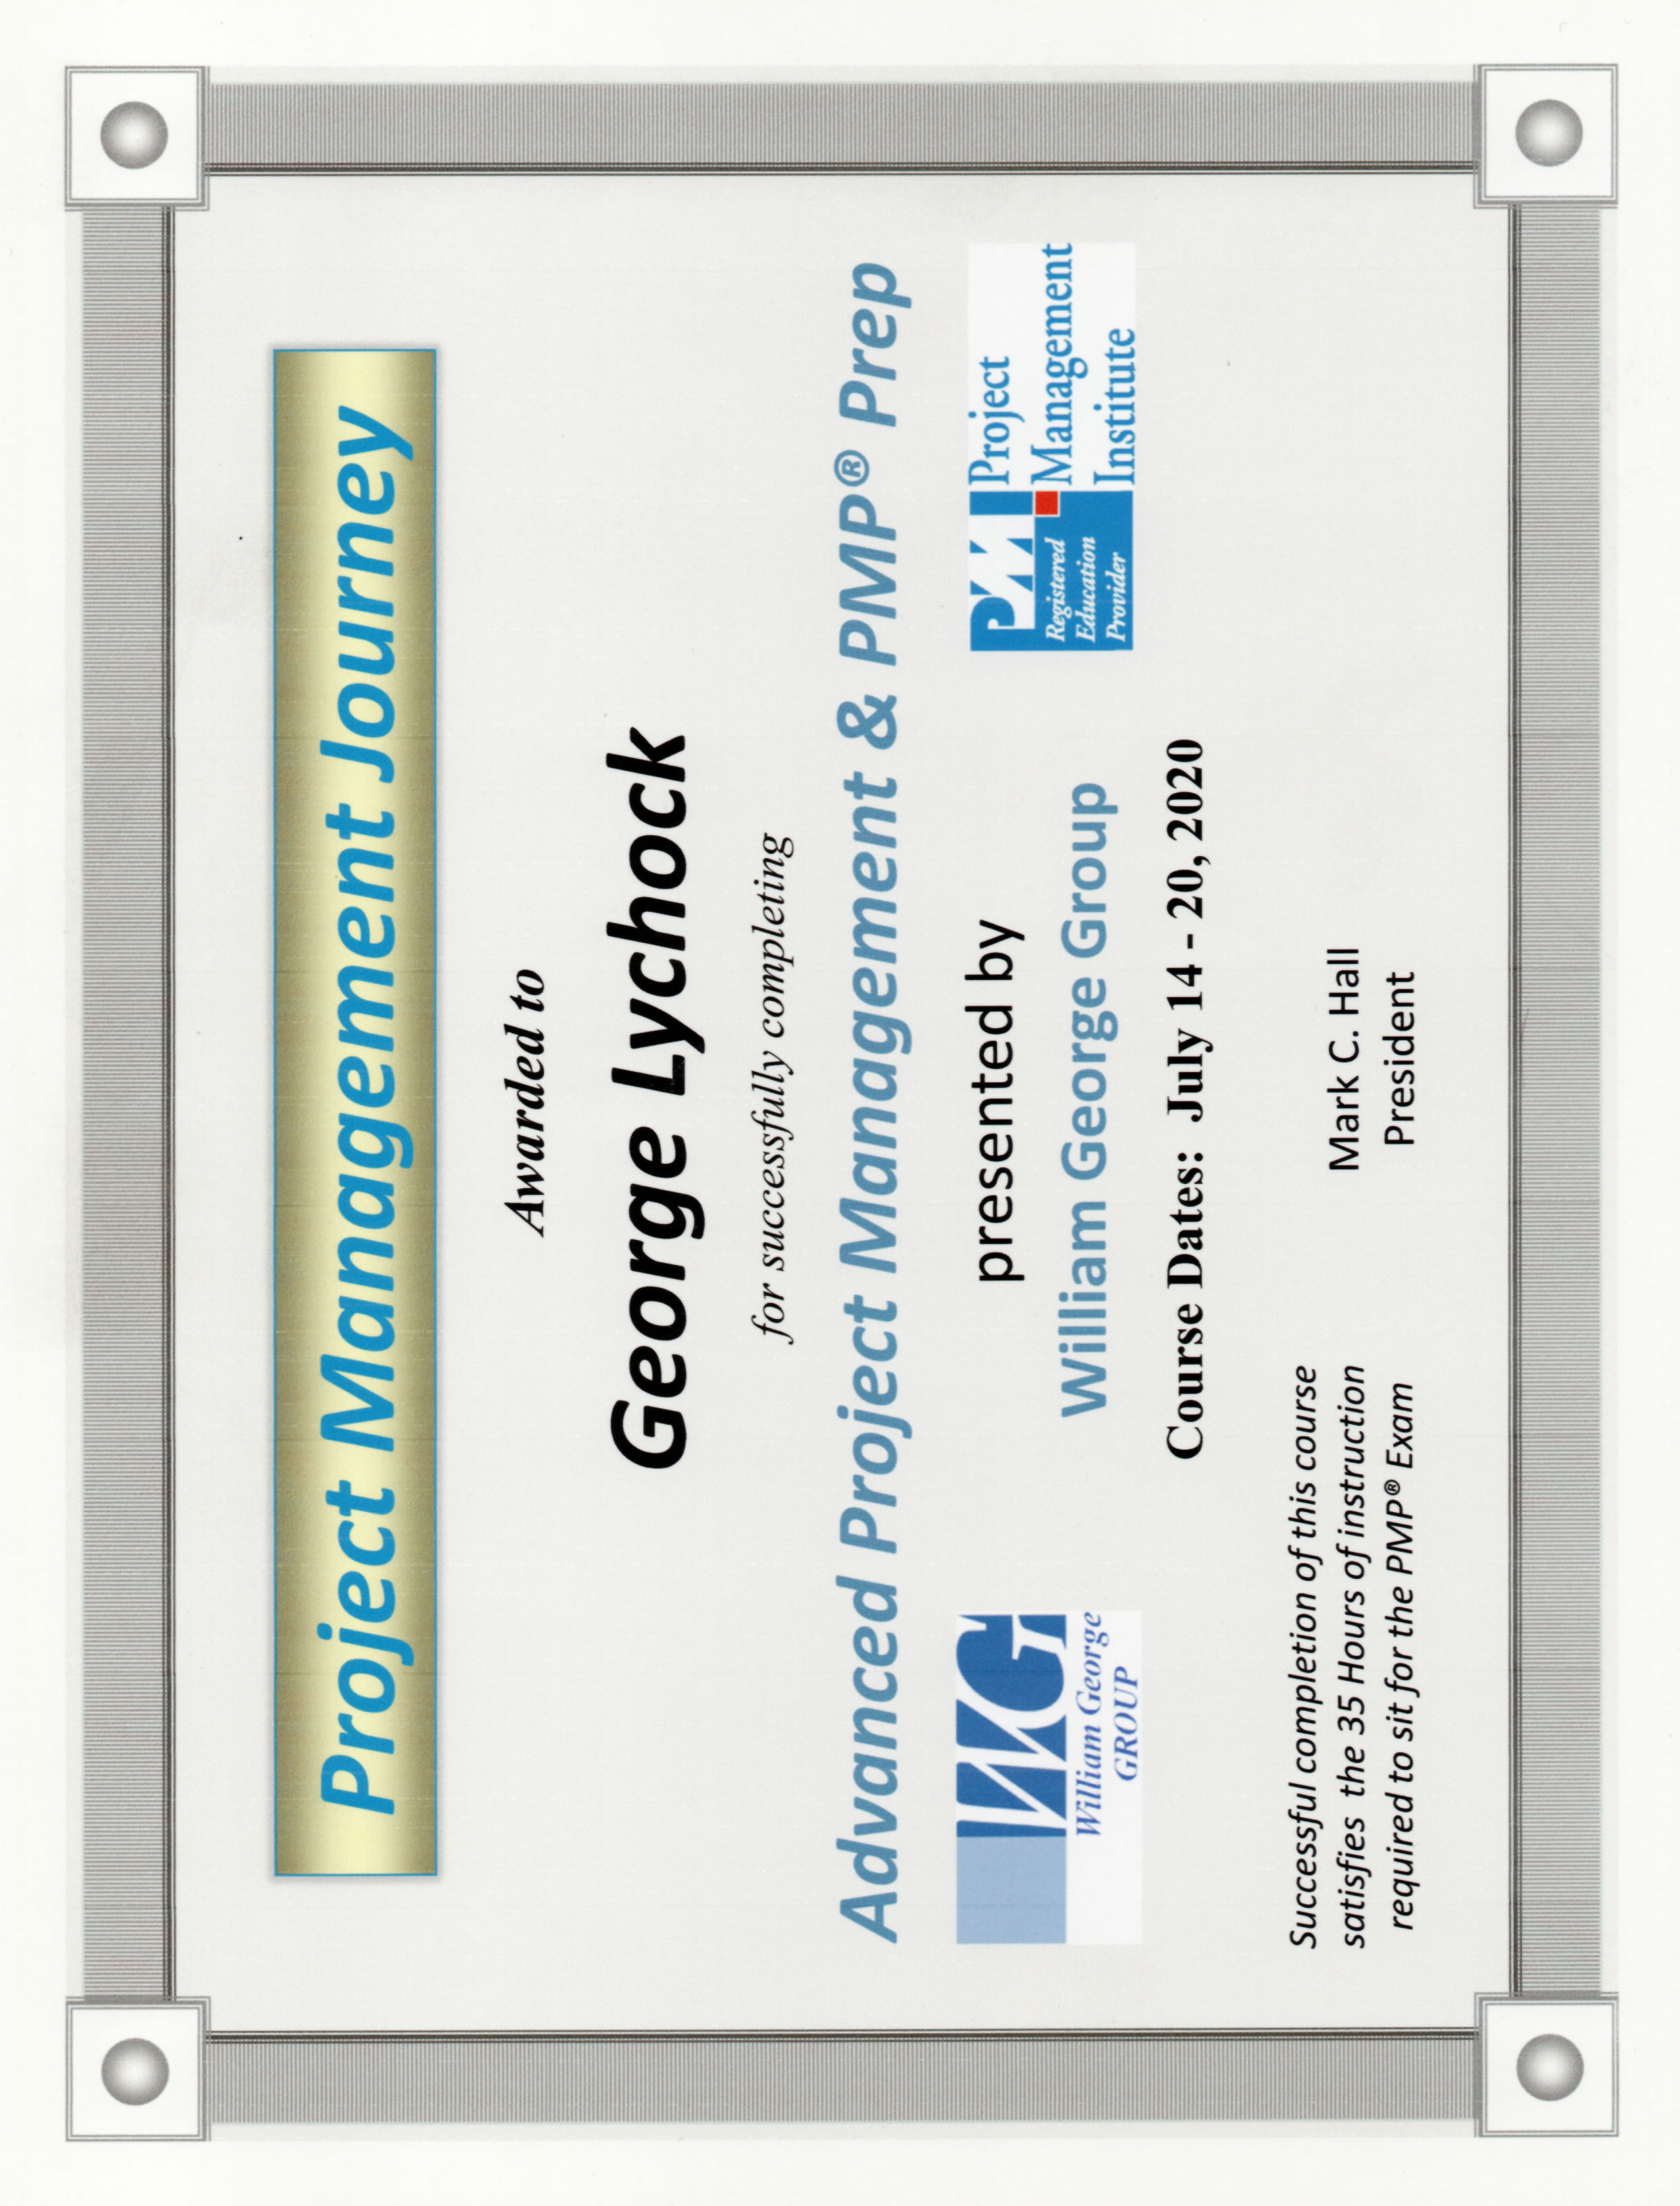 Project Management Journey
Awarded to
George Lychock
for successfully completing
Advanced Project Management & PMP® Prep
WG
William George
GROUP
presented by
William George Group
PMI
Registered
Education
Provider
Project
Management
Institute
Course Dates:  July 14 - 20, 2020
Successful completion of this course
satisfies  the 35 Hours of instruction
required to sit for the PMP® Exam
Mark C. Hall
President